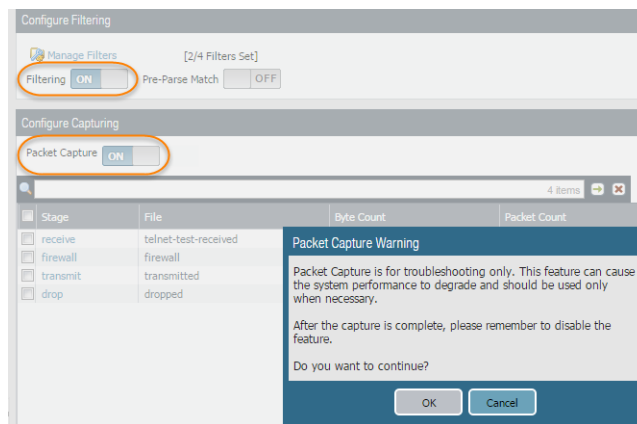 Configure Filtering
Manage Filters [2/4 Filters Set]
Filtering ON Pre-Parse Match OFF
Configure Capturing
Packet Capture ON
4 items
Stage File Byte Count Packet Count
receive telnet-test-received
firewall firewall
transmit transmitted
drop dropped
Packet Capture Warning
Packet Capture is for troubleshooting only. This feature can cause
the system performance to degrade and should be used only
when necessary.
After the capture is complete, please remember to disable the
feature.
Do you want to continue?
OK Cancel